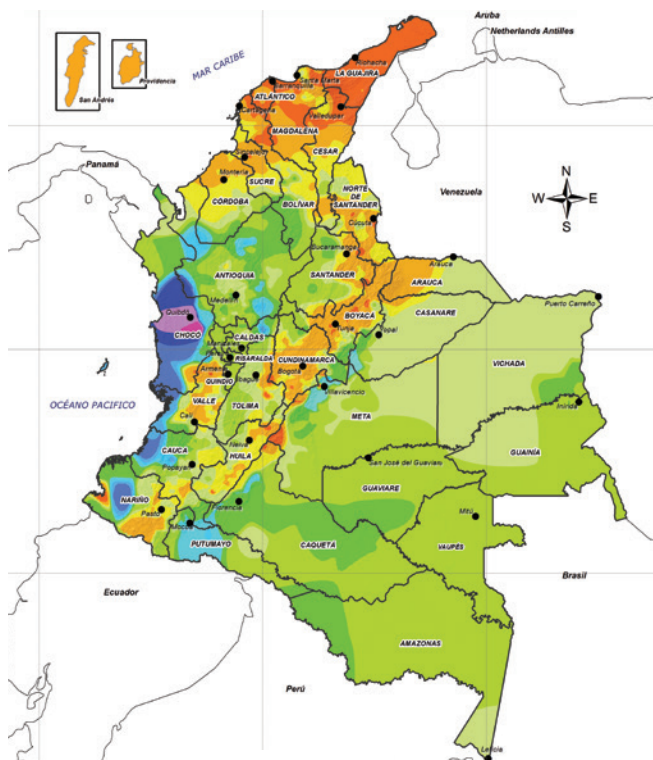 Aruba
Netherlands Antilles
MAR CARIBE
San Andrés
Providencia
Riohacha
LA GUAJIRA
Santa Marta
Barranquilla
ATLÁNTICO
Cartagena
Valledupar
MAGDALENA
CESAR
Sincelejo
Panamá
Montería
SUCRE
CORDOBA
BOLÍVAR
NORTE
DE
SANTANDER
Venezuela
N
W
E
S
Cúcuta
Bucaramanga
Arauca
ANTIOQUIA
SANTANDER
ARAUCA
Medellín
Puerto Carreño
CASANARE
Quibdó
BOYACÁ
Tunja
Yopal
CHOCÓ
CALDAS
Manizales
Pereira
RISARALDA
CUNDINAMARCA
VICHADA
Armenia
Ibagué
Bogotá
QUINDÍO
Villavicencio
OCÉANO PACIFICO
VALLE
TOLIMA
META
Inírida
Cali
Neiva
GUAINÍA
CAUCA
HUILA
San José del Guaviare
Popayán
GUAVIARE
NARIÑO
Florencia
Pasto
Mocoa
Mitú
PUTUMAYO
CAQUETA
VAUPÉS
Brasil
Ecuador
AMAZONAS
Perú
Leticia